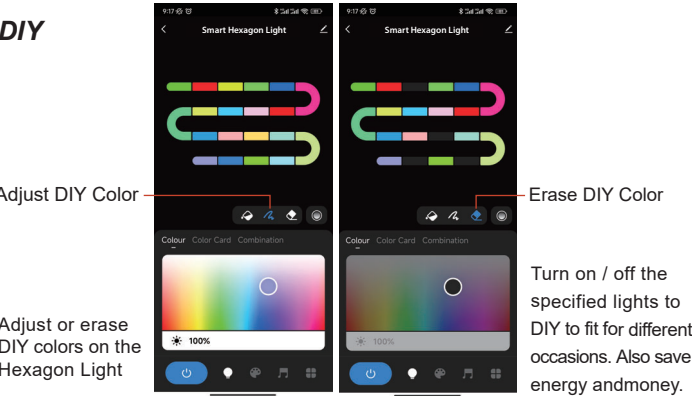 DIY
9:17
Smart Hexagon Light
Adjust DIY Color
Colour Color Card Combination
100%
Adjust or erase
DIY colors on the
Hexagon Light
9:17
Smart Hexagon Light
Erase DIY Color
Colour Color Card Combination
100%
Turn on / off the
specified lights to
DIY to fit for different
occasions. Also save
energy andmoney.